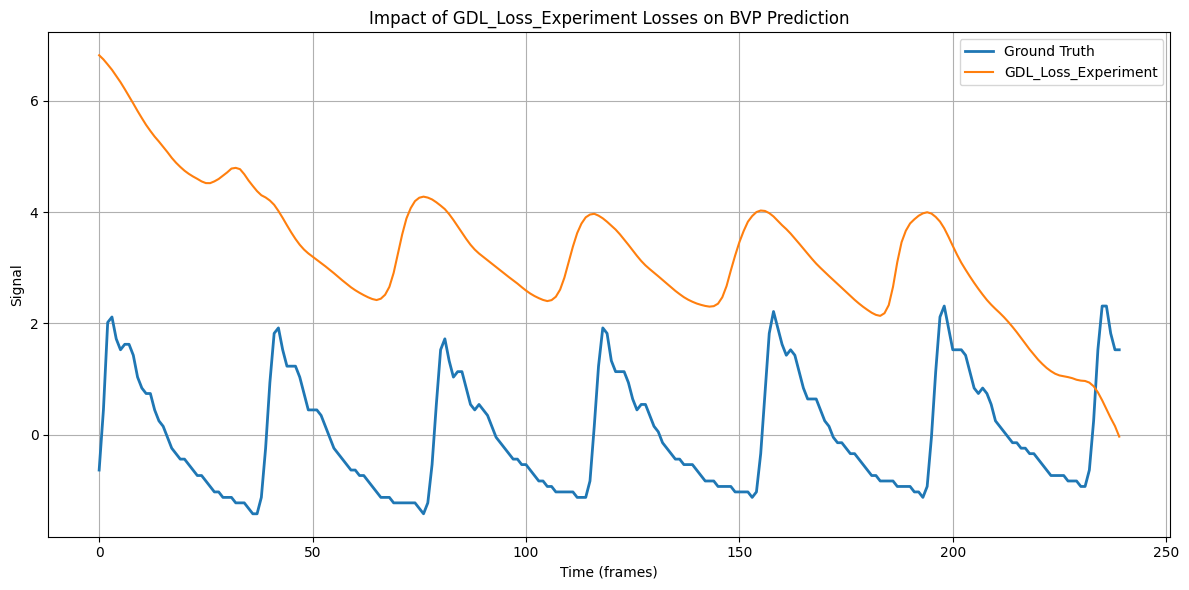 Impact of GDL_Loss_Experiment Losses on BVP Prediction
Ground Truth
GDL_Loss_Experiment
Signal
6
4
2
0
0 50 100 150 200 250
Time (frames)